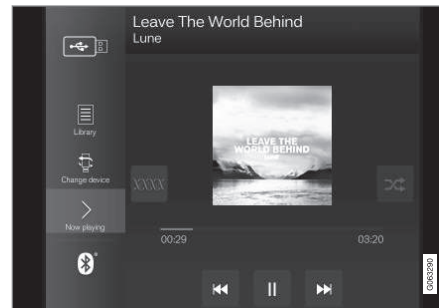 Leave The World Behind
Lune
Library
Change device
Now playing
LEAVE THE
WORLD BEHIND
LUNE
XXXX
00:29
03:20
G063290